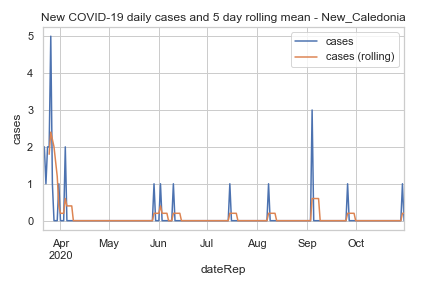 New COVID-19 daily cases and 5 day rolling mean - New_Caledonia
cases
cases (rolling)
cases
5
4
3
2
1
0
Apr May Jun Jul Aug Sep Oct
2020
dateRep